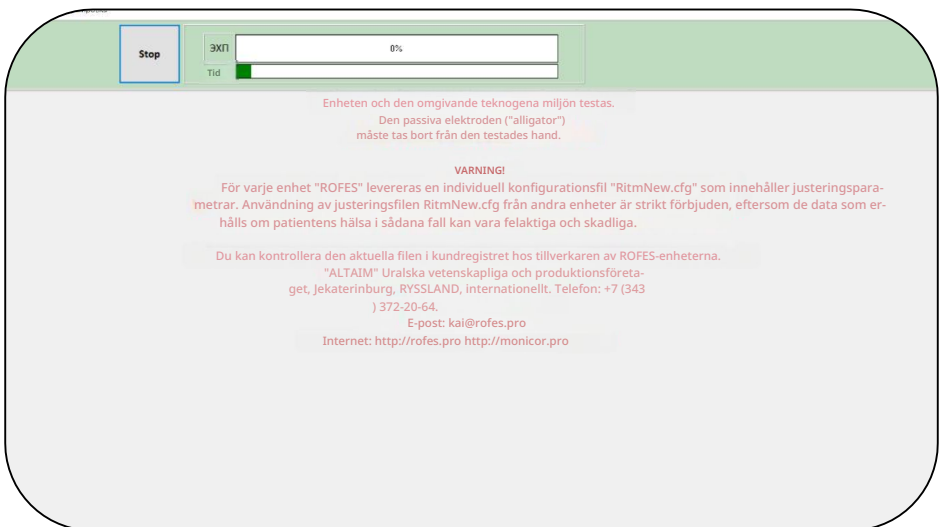 Stop
ЭХП
0%
Tid
Enheten och den omgivande teknogena miljön testas.
Den passiva elektroden ("alligator")
måste tas bort från den testades hand.
VARNING!
För varje enhet "ROFES" levereras en individuell konfigurationsfil "RitmNew.cfg" som innehåller justeringspara-
metrar. Användning av justeringsfilen RitmNew.cfg från andra enheter är strikt förbjuden, eftersom de data som er-
hålls om patientens hälsa i sådana fall kan vara felaktiga och skadliga.
Du kan kontrollera den aktuella filen i kundregistret hos tillverkaren av ROFES-enheterna.
"ALTAIM" Uralska vetenskapliga och produktionsföreta-
get, Jekaterinburg, RYSSLAND, internationellt. Telefon: +7 (343
) 372-20-64.
E-post: kai@rofes.pro
Internet: http://rofes.pro http://monicor.pro